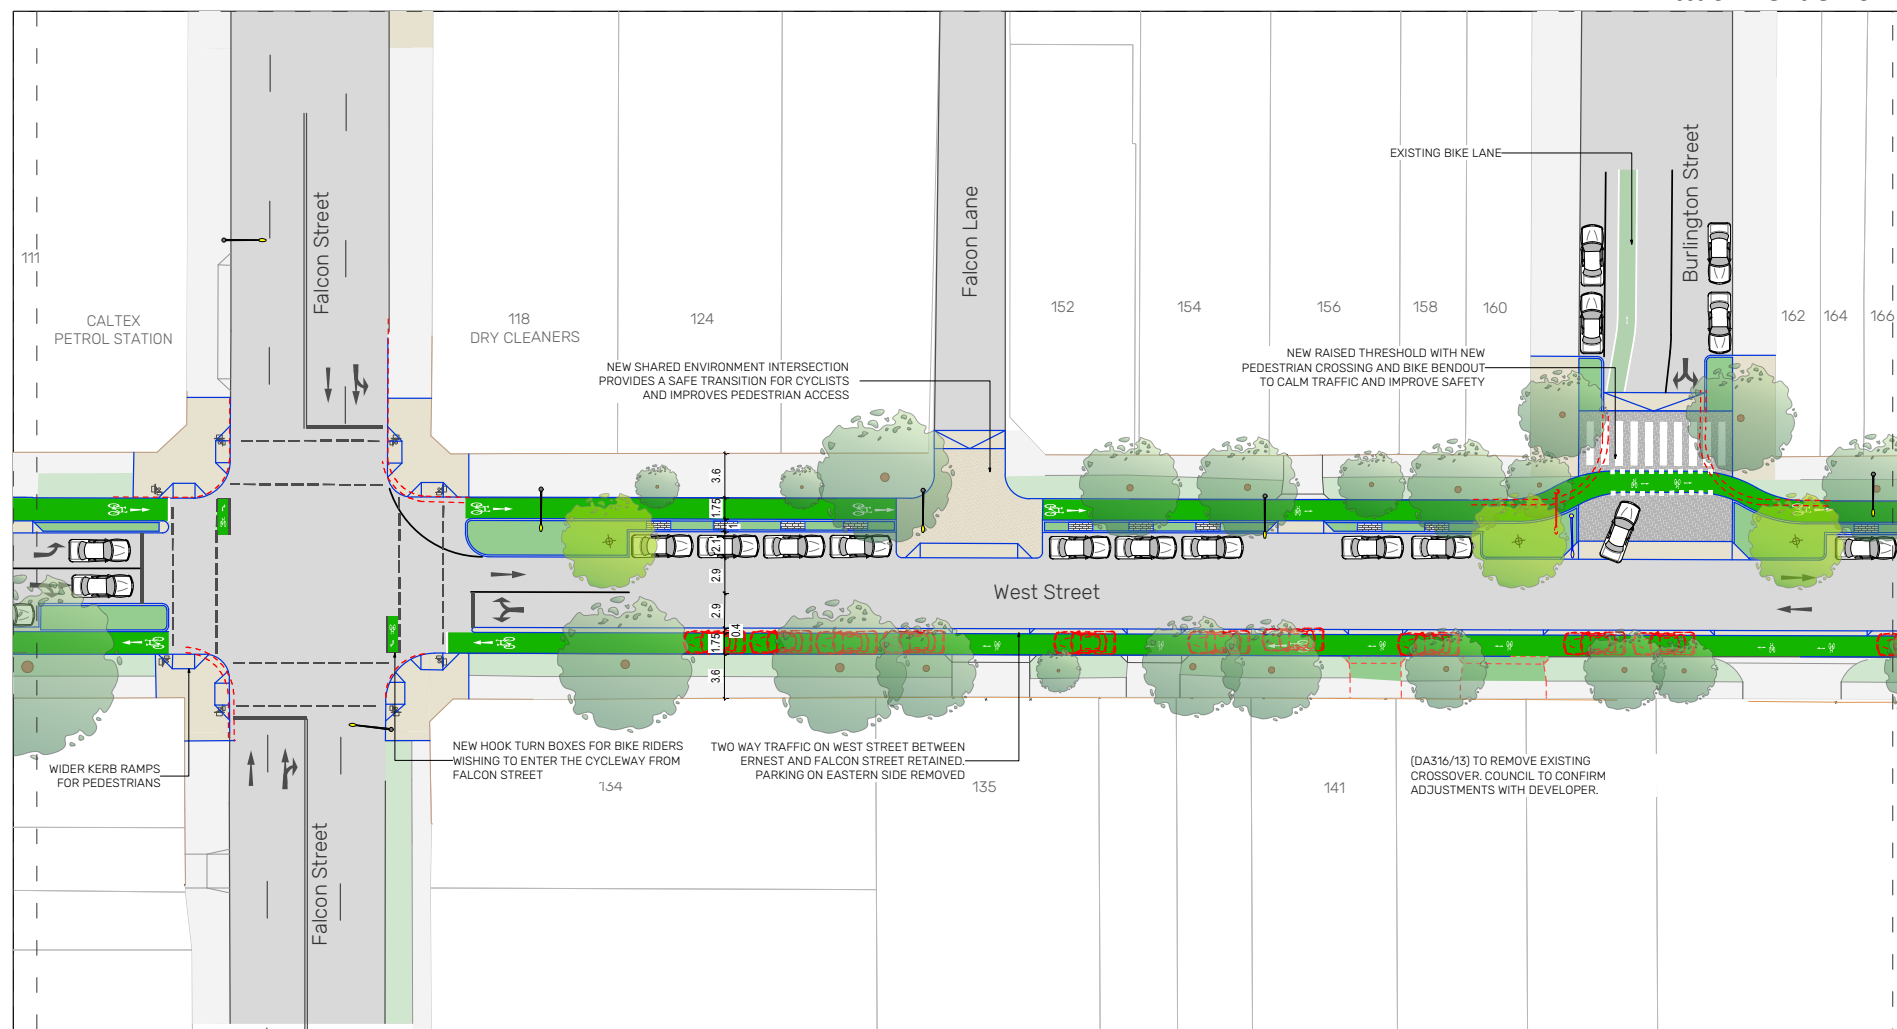 Falcon Street
Falcon Lane
Burlington Street
EXISTING BIKE LANE
111
CALTEX
PETROL STATION
118
DRY CLEANERS
124
152
154
156
158
160
162
164
166
NEW SHARED ENVIRONMENT INTERSECTION
PROVIDES A SAFE TRANSITION FOR CYCLISTS
AND IMPROVES PEDESTRIAN ACCESS
NEW RAISED THRESHOLD WITH NEW
PEDESTRIAN CROSSING AND BIKE BENDOUT
TO CALM TRAFFIC AND IMPROVE SAFETY
3.6
1.75
2.1
2.9
2.9
0.4
1.75
3.6
West Street
WIDER KERB RAMPS
FOR PEDESTRIANS
NEW HOOK TURN BOXES FOR BIKE RIDERS
WISHING TO ENTER THE CYCLEWAY FROM
FALCON STREET
TWO WAY TRAFFIC ON WEST STREET BETWEEN
ERNEST AND FALCON STREET RETAINED.
PARKING ON EASTERN SIDE REMOVED
(DA316/13) TO REMOVE EXISTING
CROSSOVER. COUNCIL TO CONFIRM
ADJUSTMENTS WITH DEVELOPER.
134
135
141
Falcon Street